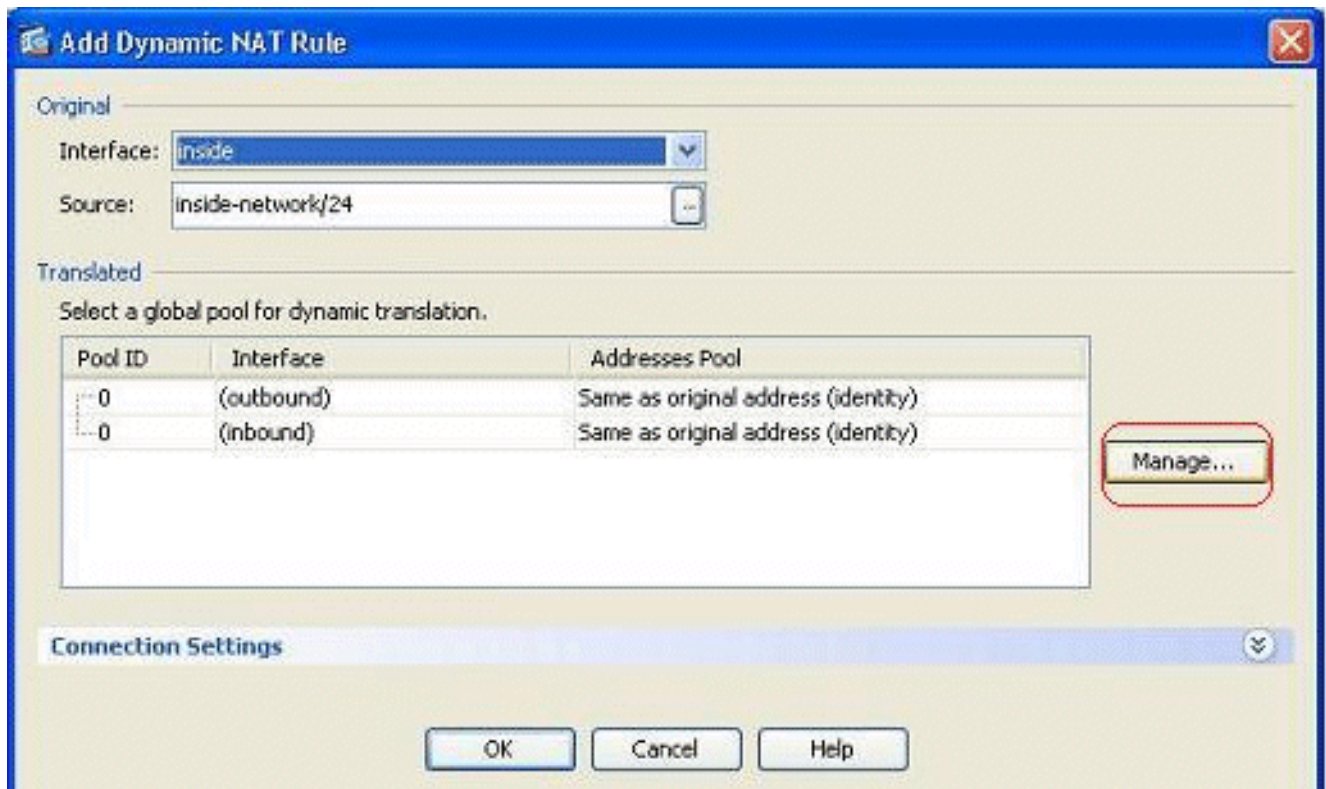 Add Dynamic NAT Rule
Original
Interface: inside
Source: inside-network/24 ...
Translated
Select a global pool for dynamic translation.
Pool ID Interface Addresses Pool
0 (outbound) Same as original address (identity)
0 (inbound) Same as original address (identity)
Manage...
Connection Settings
OK Cancel Help